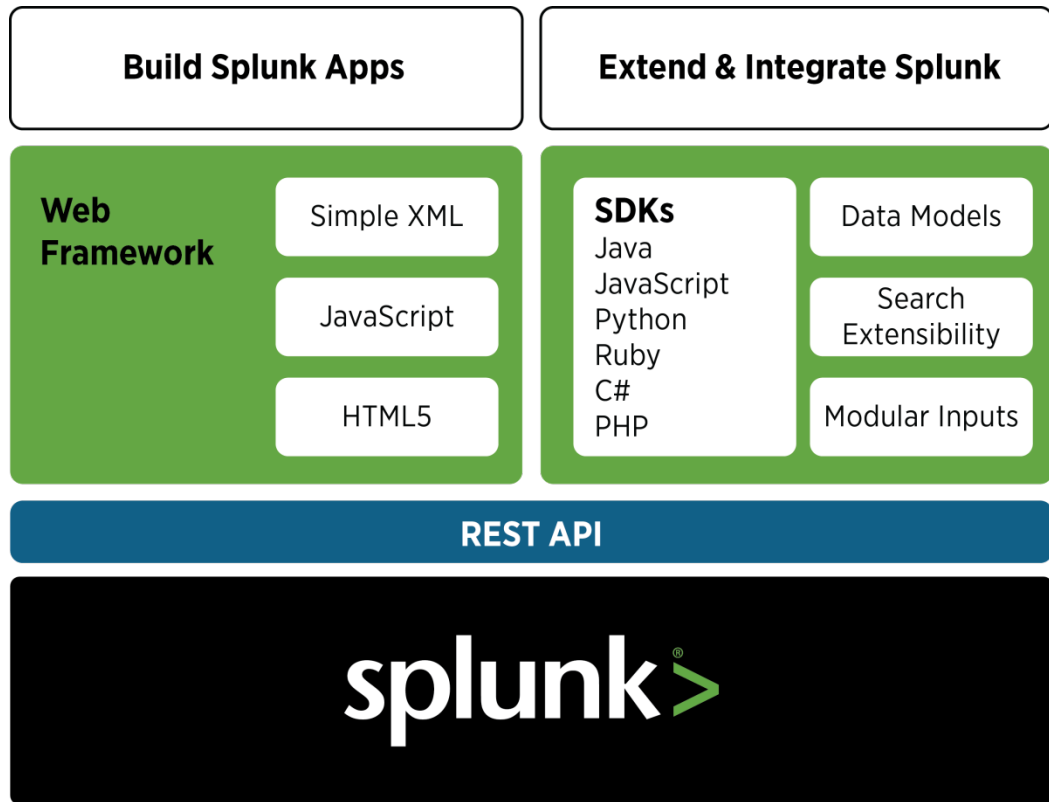 Build Splunk Apps
Extend & Integrate Splunk
Web
Framework
Simple XML
JavaScript
HTML5
SDKs
Java
JavaScript
Python
Ruby
C#
PHP
Data Models
Search
Extensibility
Modular Inputs
REST API
splunk>®